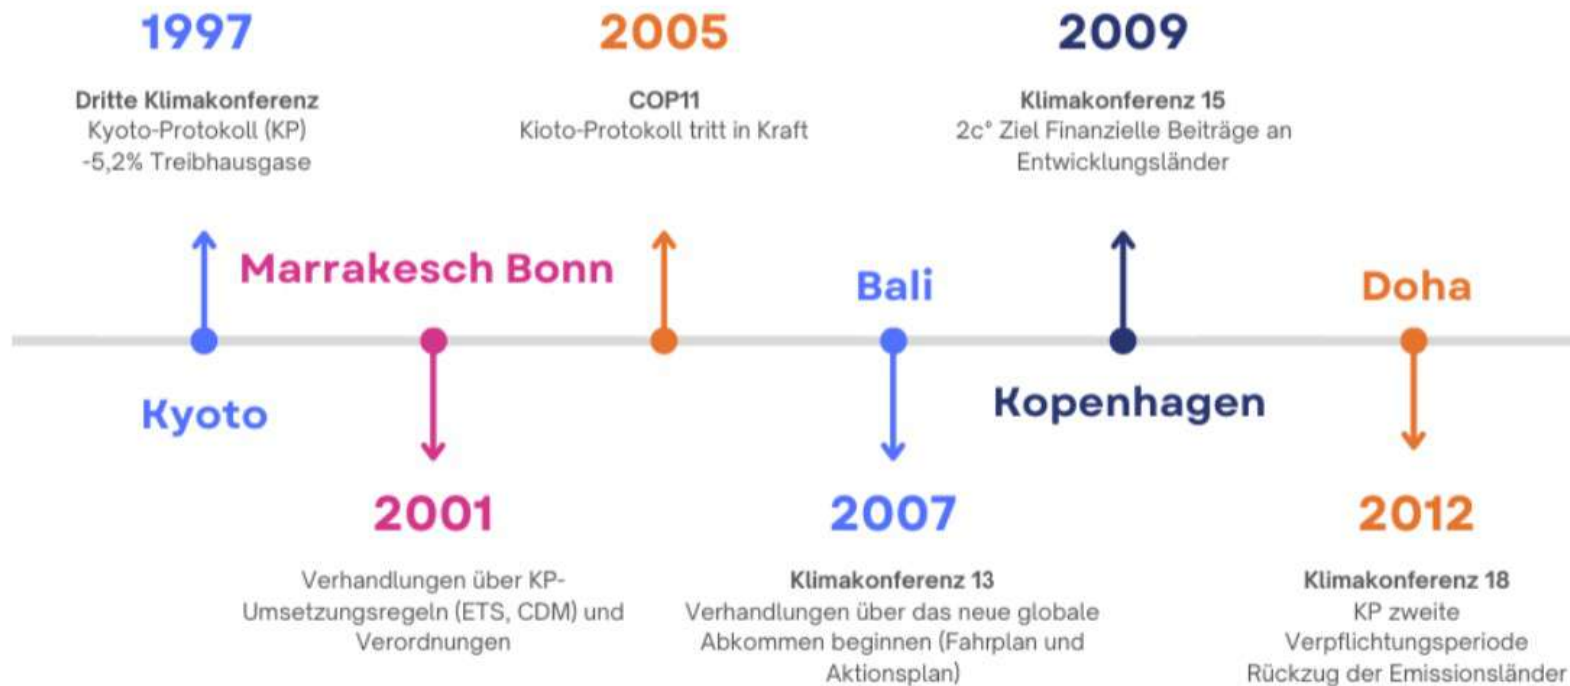 1997
Dritte Klimakonferenz
Kyoto-Protokoll (KP)
-5,2% Treibhausgase
Kyoto
Marrakesch Bonn
2001
Verhandlungen über KP-
Umsetzungsregeln (ETS, CDM) und
Verordnungen
2005
COP11
Kioto-Protokoll tritt in Kraft
Bali
2007
Klimakonferenz 13
Verhandlungen über das neue globale
Abkommen beginnen (Fahrplan und
Aktionsplan)
2009
Klimakonferenz 15
2c° Ziel Finanzielle Beiträge an
Entwicklungsländer
Kopenhagen
Doha
2012
Klimakonferenz 18
KP zweite
Verpflichtungsperiode
Rückzug der Emissionsländer